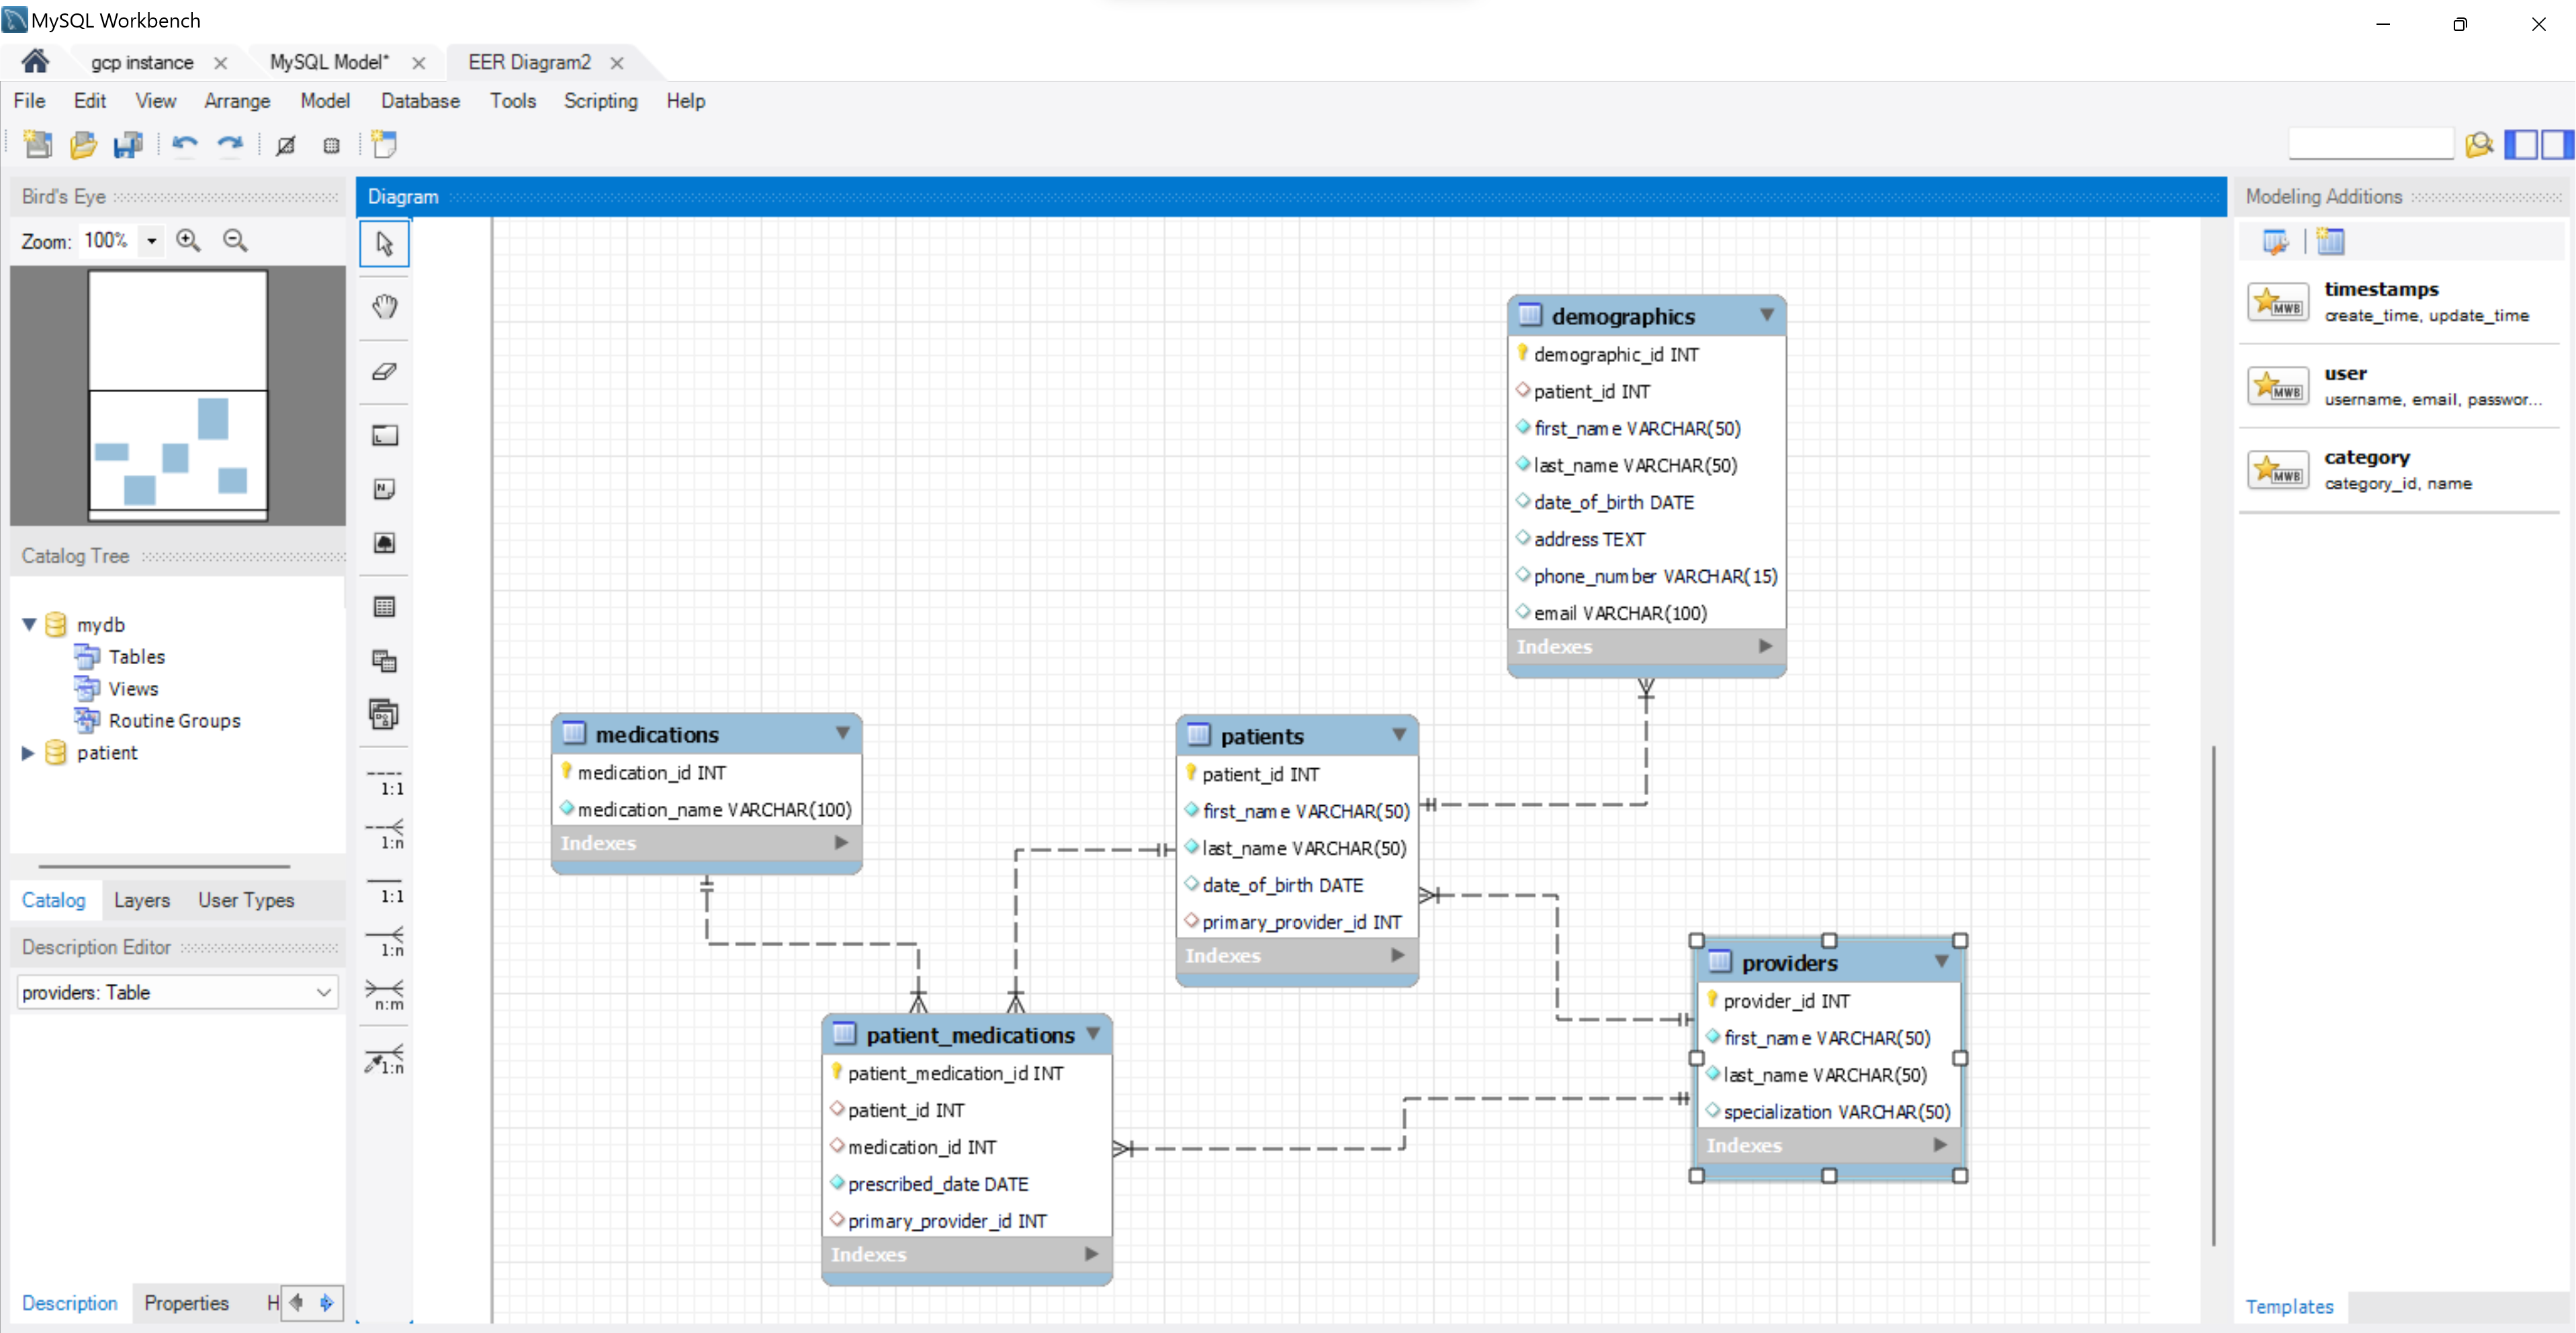 MySQL Workbench
gcp instance
MySQL Model*
EER Diagram2
File Edit View Arrange Model Database Tools Scripting Help
Bird's Eye
Zoom: 100%
Catalog Tree
mydb
Tables
Views
Routine Groups
patient
Catalog Layers User Types
Description Editor
providers: Table
Description Properties H
Diagram
1:1
1:n
1:1
1:n
n:m
1:n
demographics
demographic_id INT
patient_id INT
first_name VARCHAR(50)
last_name VARCHAR(50)
date_of_birth DATE
address TEXT
phone_number VARCHAR(15)
email VARCHAR(100)
Indexes
medications
medication_id INT
medication_name VARCHAR(100)
Indexes
patients
patient_id INT
first_name VARCHAR(50)
last_name VARCHAR(50)
date_of_birth DATE
primary_provider_id INT
Indexes
providers
provider_id INT
first_name VARCHAR(50)
last_name VARCHAR(50)
specialization VARCHAR(50)
Indexes
patient_medications
patient_medication_id INT
patient_id INT
medication_id INT
prescribed_date DATE
primary_provider_id INT
Indexes
Modeling Additions
MWB
timestamps
create_time, update_time
MWB
user
username, email, passwor...
MWB
category
category_id, name
Templates